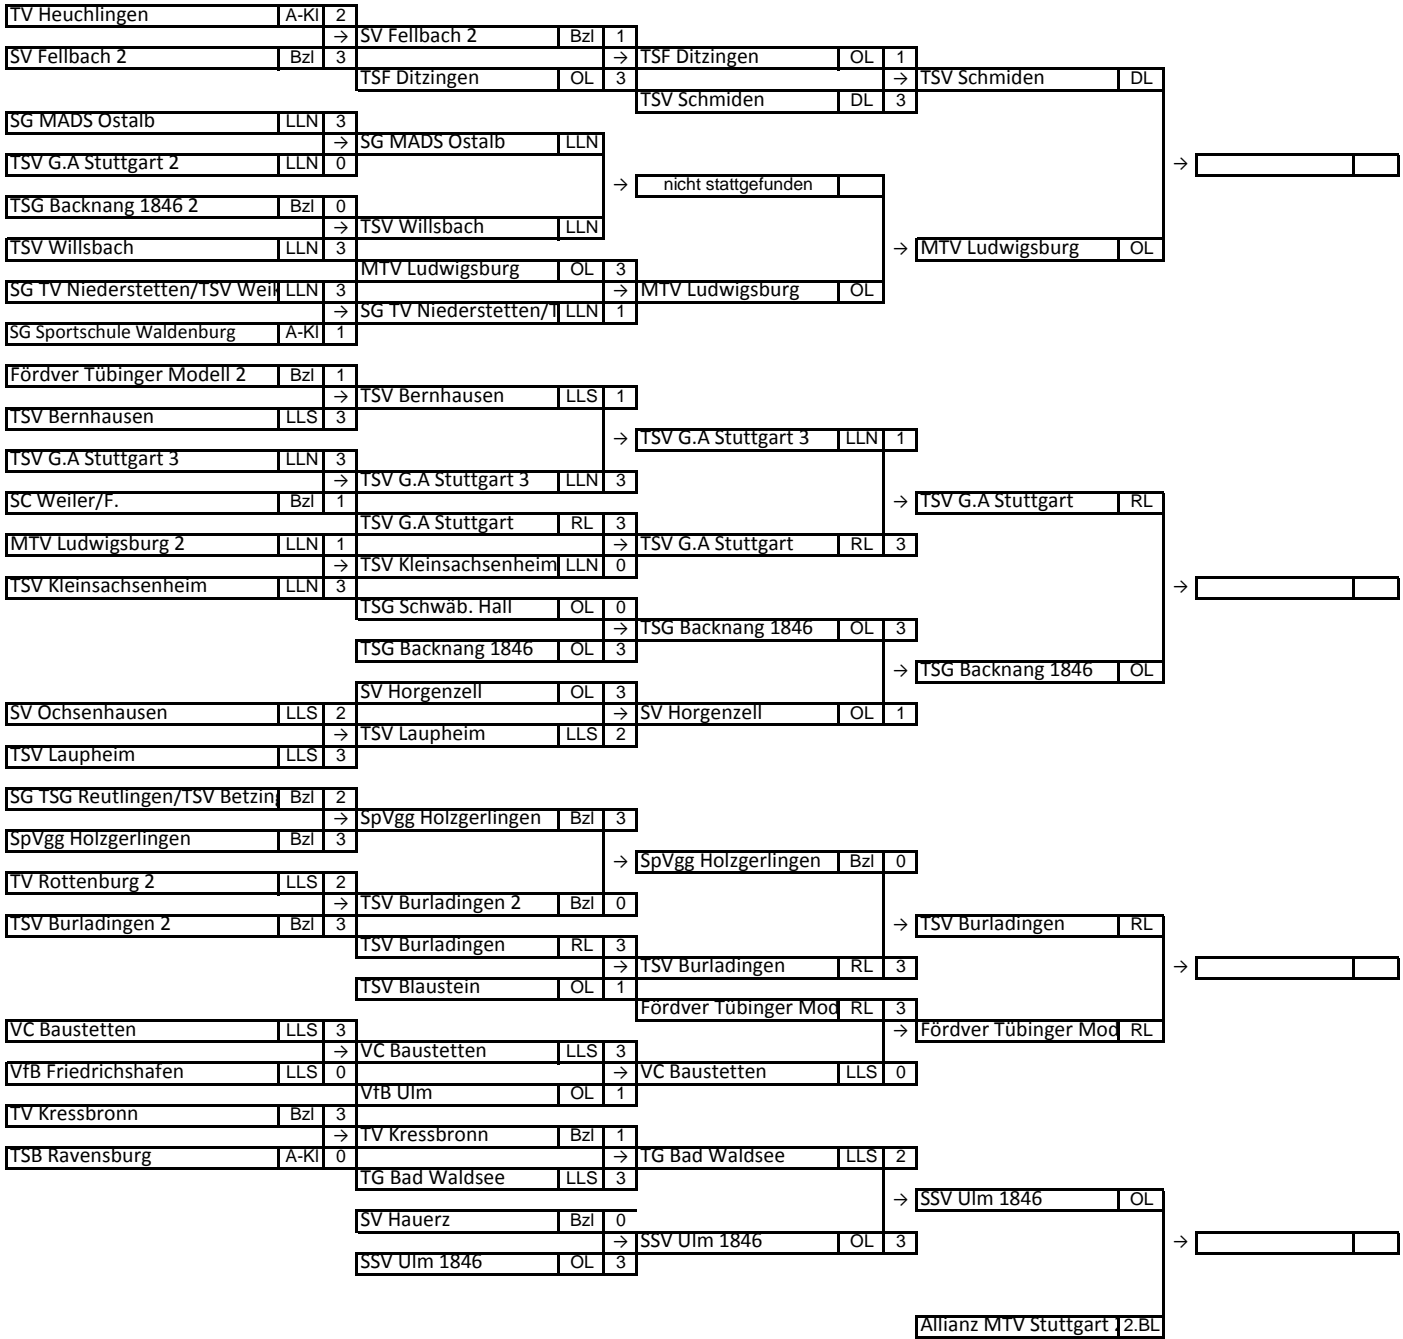 TV Heuchlingen A-Kl 2
→ SV Fellbach 2 Bzl 1
SV Fellbach 2 Bzl 3 → TSF Ditzingen OL 1
TSF Ditzingen OL 3 → TSV Schmiden DL
TSV Schmiden DL 3
SG MADS Ostalb LLN 3
→ SG MADS Ostalb LLN
TSV G.A Stuttgart 2 LLN 0 →
→ nicht stattgefunden
TSG Backnang 1846 2 Bzl 0
→ TSV Willsbach LLN
TSV Willsbach LLN 3 → MTV Ludwigsburg OL
MTV Ludwigsburg OL 3
SG TV Niederstetten/TSV Weik LLN 3 → MTV Ludwigsburg OL
→ SG TV Niederstetten/T LLN 1
SG Sportschule Waldenburg A-Kl 1
Fördver Tübinger Modell 2 Bzl 1
→ TSV Bernhausen LLS 1
TSV Bernhausen LLS 3
→ TSV G.A Stuttgart 3 LLN 1
TSV G.A Stuttgart 3 LLN 3
→ TSV G.A Stuttgart 3 LLN 3
SC Weiler/F. Bzl 1 → TSV G.A Stuttgart RL
TSV G.A Stuttgart RL 3
MTV Ludwigsburg 2 LLN 1 → TSV G.A Stuttgart RL 3
→ TSV Kleinsachsenheim LLN 0
TSV Kleinsachsenheim LLN 3 →
TSG Schwäb. Hall OL 0
→ TSG Backnang 1846 OL 3
TSG Backnang 1846 OL 3
→ TSG Backnang 1846 OL
SV Horgenzell OL 3
SV Ochsenhausen LLS 2 → SV Horgenzell OL 1
→ TSV Laupheim LLS 2
TSV Laupheim LLS 3
SG TSG Reutlingen/TSV Betzing Bzl 2
→ SpVgg Holzgerlingen Bzl 3
SpVgg Holzgerlingen Bzl 3
→ SpVgg Holzgerlingen Bzl 0
TV Rottenburg 2 LLS 2
→ TSV Burladingen 2 Bzl 0
TSV Burladingen 2 Bzl 3 → TSV Burladingen RL
TSV Burladingen RL 3
→ TSV Burladingen RL 3 →
TSV Blaustein OL 1
Fördver Tübinger Mod RL 3
VC Baustetten LLS 3 → Fördver Tübinger Mod RL
→ VC Baustetten LLS 3
VfB Friedrichshafen LLS 0 → VC Baustetten LLS 0
VfB Ulm OL 1
TV Kressbronn Bzl 3
→ TV Kressbronn Bzl 1
TSB Ravensburg A-Kl 0 → TG Bad Waldsee LLS 2
TG Bad Waldsee LLS 3
→ SSV Ulm 1846 OL
SV Hauerz Bzl 0
→ SSV Ulm 1846 OL 3 →
SSV Ulm 1846 OL 3
Allianz MTV Stuttgart 2.BL